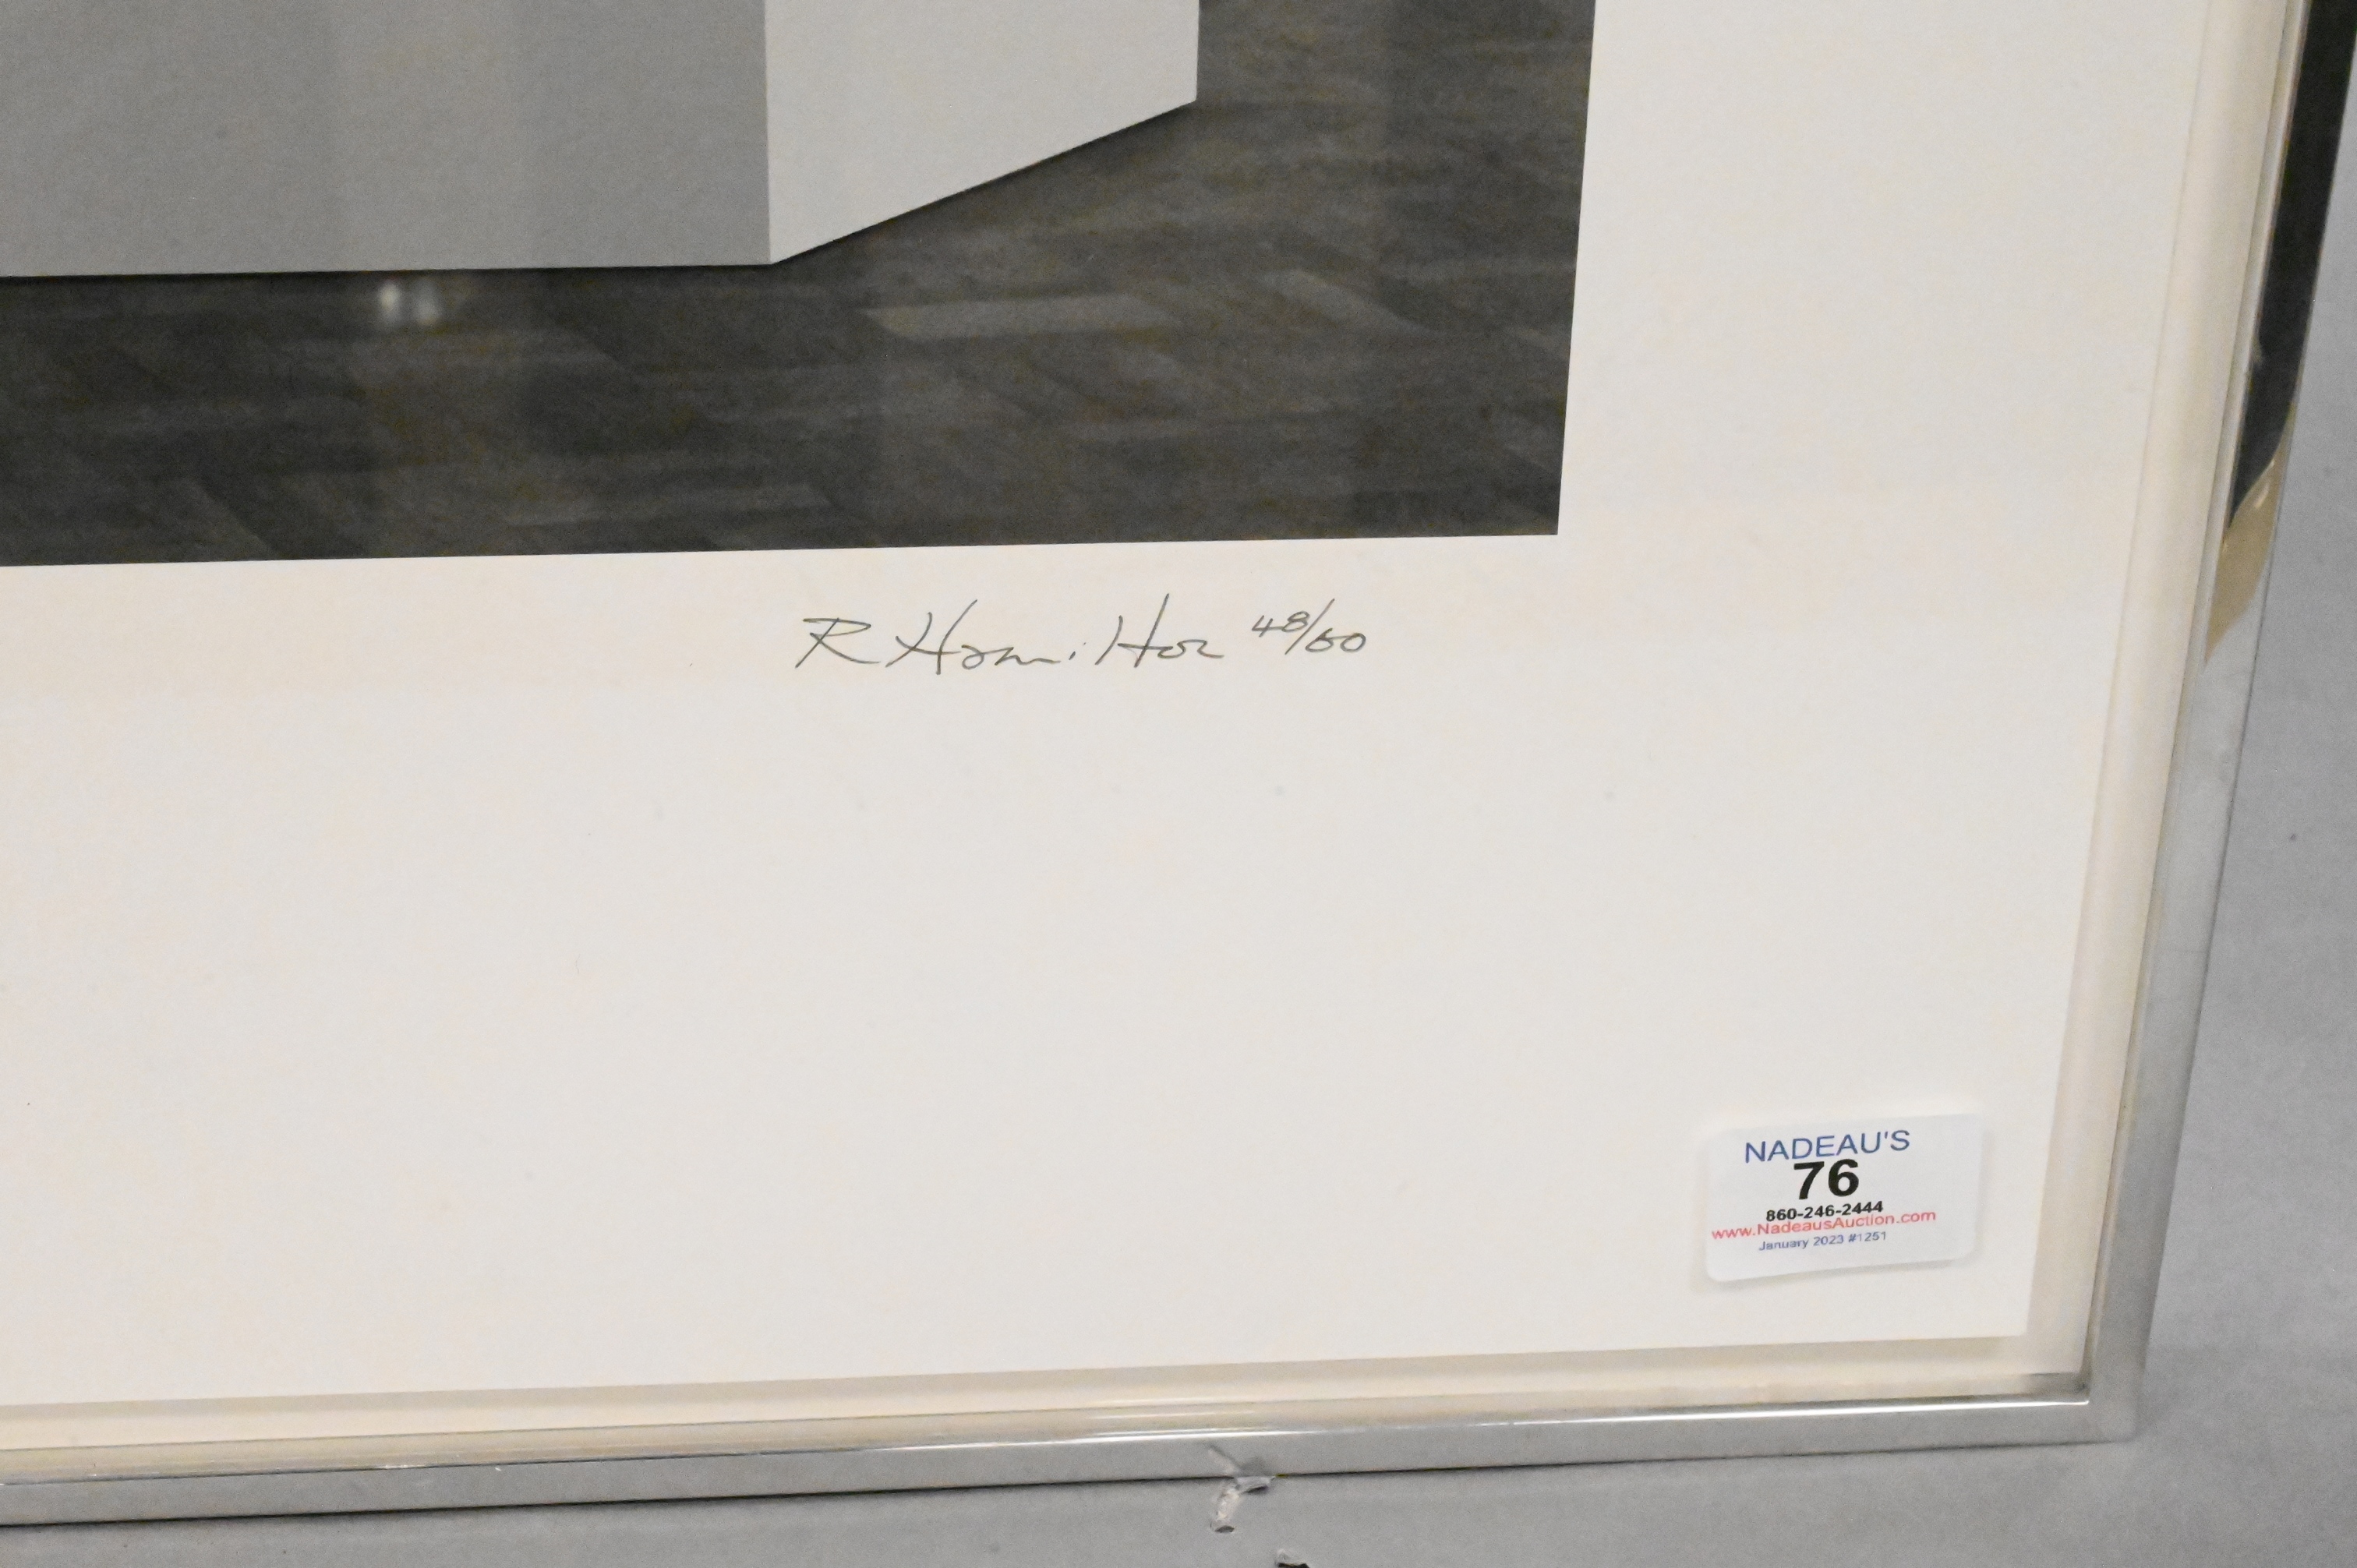 R Hamilton 48/60
NADEAU'S
76
860-246-2444
www.NadeausAuction.com
January 2023 #1251